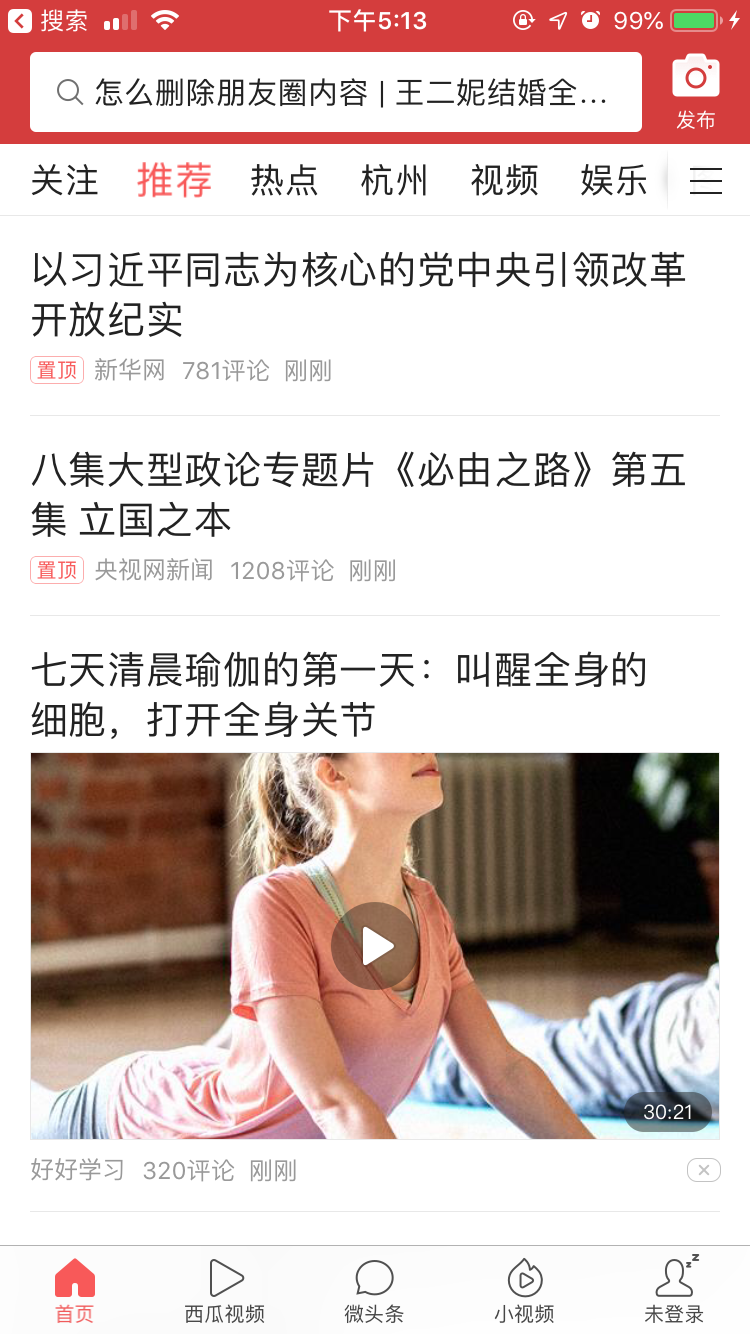 搜索 下午5:13 99%
怎么删除朋友圈内容 | 王二妮结婚全...
发布
关注 推荐 热点 杭州 视频 娱乐
以习近平同志为核心的党中央引领改革
开放纪实
置顶 新华网 781评论 刚刚
八集大型政论专题片《必由之路》第五
集 立国之本
置顶 央视网新闻 1208评论 刚刚
七天清晨瑜伽的第一天：叫醒全身的
细胞，打开全身关节
30:21
好好学习 320评论 刚刚
首页 西瓜视频 微头条 小视频 未登录